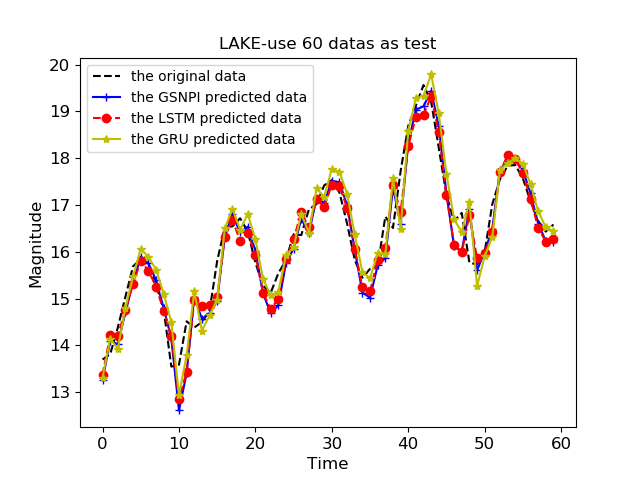 LAKE-use 60 datas as test
the original data
the GSNPI predicted data
the LSTM predicted data
the GRU predicted data
Magnitude
20
19
18
17
16
15
14
13
0 10 20 30 40 50 60
Time